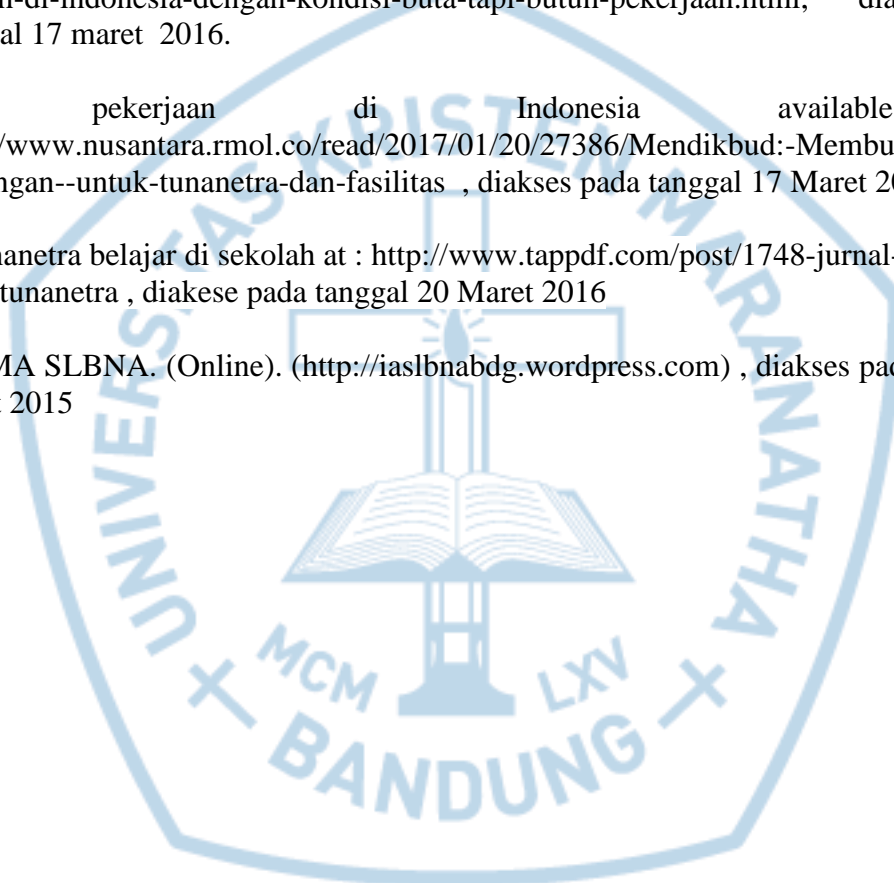 -di-indonesia-dengan-kondisi-buta-tapi-butuh-pekerjaan.html, dia
al 17 maret 2016.
pekerjaan di Indonesia available
/www.nusantara.rmol.co/read/2017/01/20/27386/Mendikbud:-Membu
ngan--untuk-tunanetra-dan-fasilitas , diakses pada tanggal 17 Maret 20
nanetra belajar di sekolah at : http://www.tappdf.com/post/1748-jurnal-
tunanetra , diakese pada tanggal 20 Maret 2016
MA SLBNA. (Online). (http://iaslbnabdg.wordpress.com) , diakses pad
t 2015
UNIVERSITAS KRISTEN MARANATHA
MCM LXV
BANDUNG